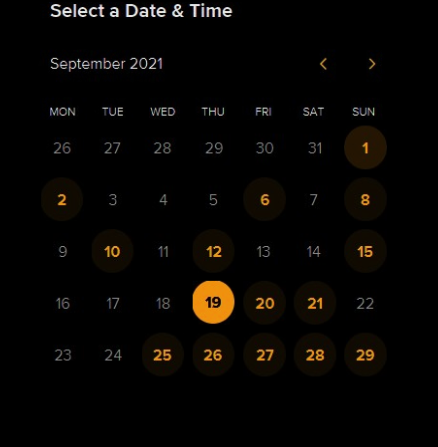 Select a Date & Time
September 2021
MON TUE WED THU FRI SAT SUN
26 27 28 29 30 31 1
2 3 4 5 6 7 8
9 10 11 12 13 14 15
16 17 18 19 20 21 22
23 24 25 26 27 28 29